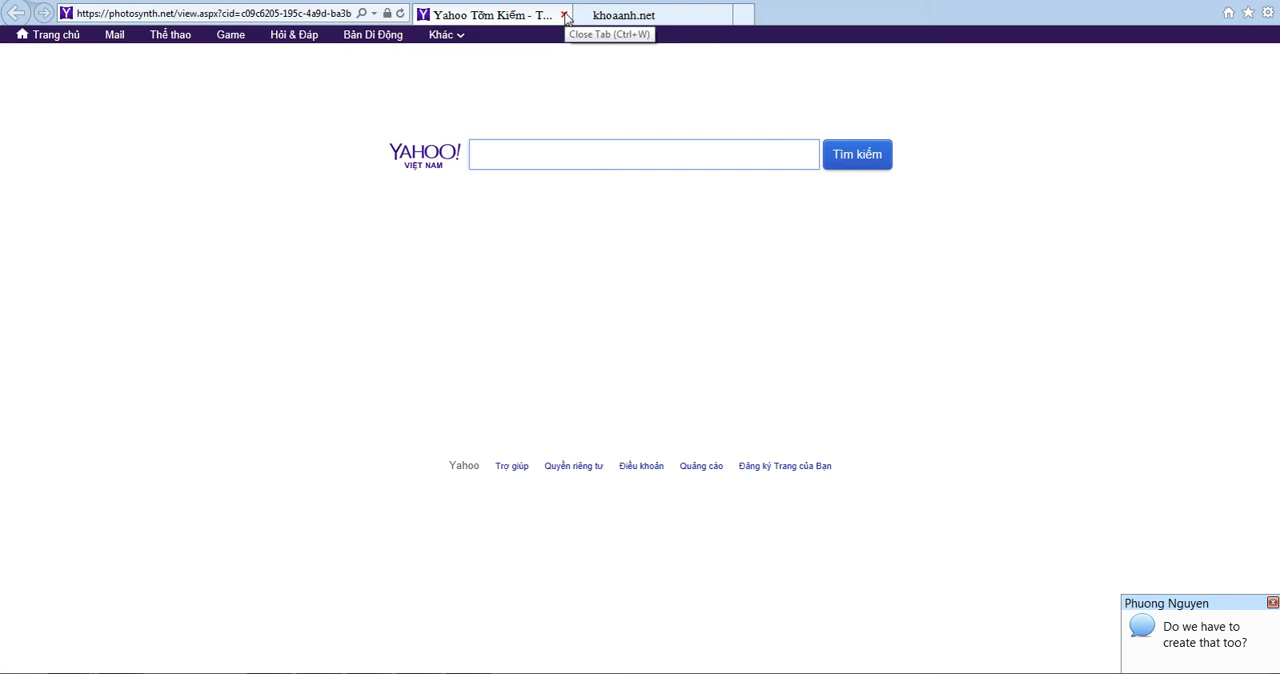 https://photosynth.net/view.aspx?cid=c09c6205-195c-4a9d-ba3b
Yahoo Tỡm Kiếm - T...
khoaanh.net
Close Tab (Ctrl+W)
Trang chủ Mail Thể thao Game Hỏi & Đáp Bản Di Động Khác
YAHOO!
VIỆT NAM
Tìm kiếm
Yahoo Trợ giúp Quyền riêng tư Điều khoản Quảng cáo Đăng ký Trang của Bạn
Phuong Nguyen
Do we have to
create that too?